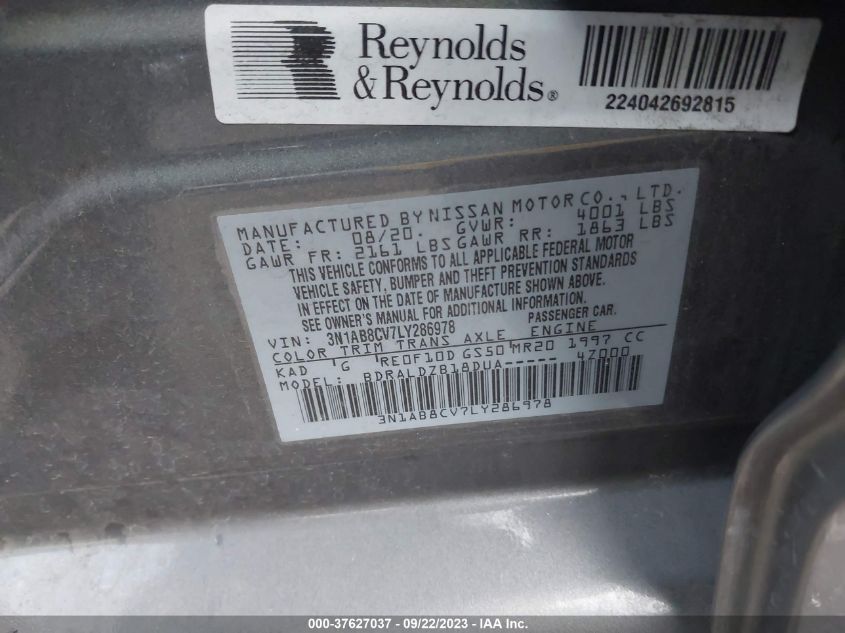 Reynolds
& Reynolds®
224042692815
MANUFACTURED BY NISSAN MOTOR CO., LTD.
DATE: 08/20. GVWR: 4001 LBS
GAWR FR: 2161 LBS GAWR RR: 1863 LBS
THIS VEHICLE CONFORMS TO ALL APPLICABLE FEDERAL MOTOR
VEHICLE SAFETY, BUMPER AND THEFT PREVENTION STANDARDS
IN EFFECT ON THE DATE OF MANUFACTURE SHOWN ABOVE.
SEE OWNER'S MANUAL FOR ADDITIONAL INFORMATION.
VIN: 3N1AB8CV7LY286978 PASSENGER CAR.
COLOR TRIM TRANS AXLE ENGINE
KAD G RE0F10D GS50 MR20 1997 CC
MODEL: BDRALDZB18DUA----- 4Z000
3N1AB8CV7LY286978
000-37627037 - 09/22/2023 - IAA Inc.